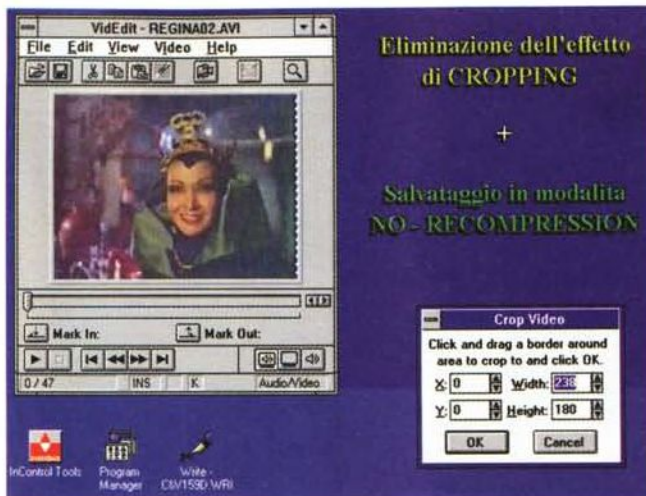 VidEdit - REGINA02.AVI
File Edit View Video Help
Mark In: Mark Out:
0 / 47 INS K Audio/Video
Eliminazione dell'effetto
di CROPPING
+
Salvataggio in modalita
NO - RECOMPRESSION
Crop Video
Click and drag a border around
area to crop to and click OK.
X: 0 Width: 238
Y: 0 Height: 180
OK Cancel
InControl Tools
Program
Manager
Write -
C&V159D.WRI